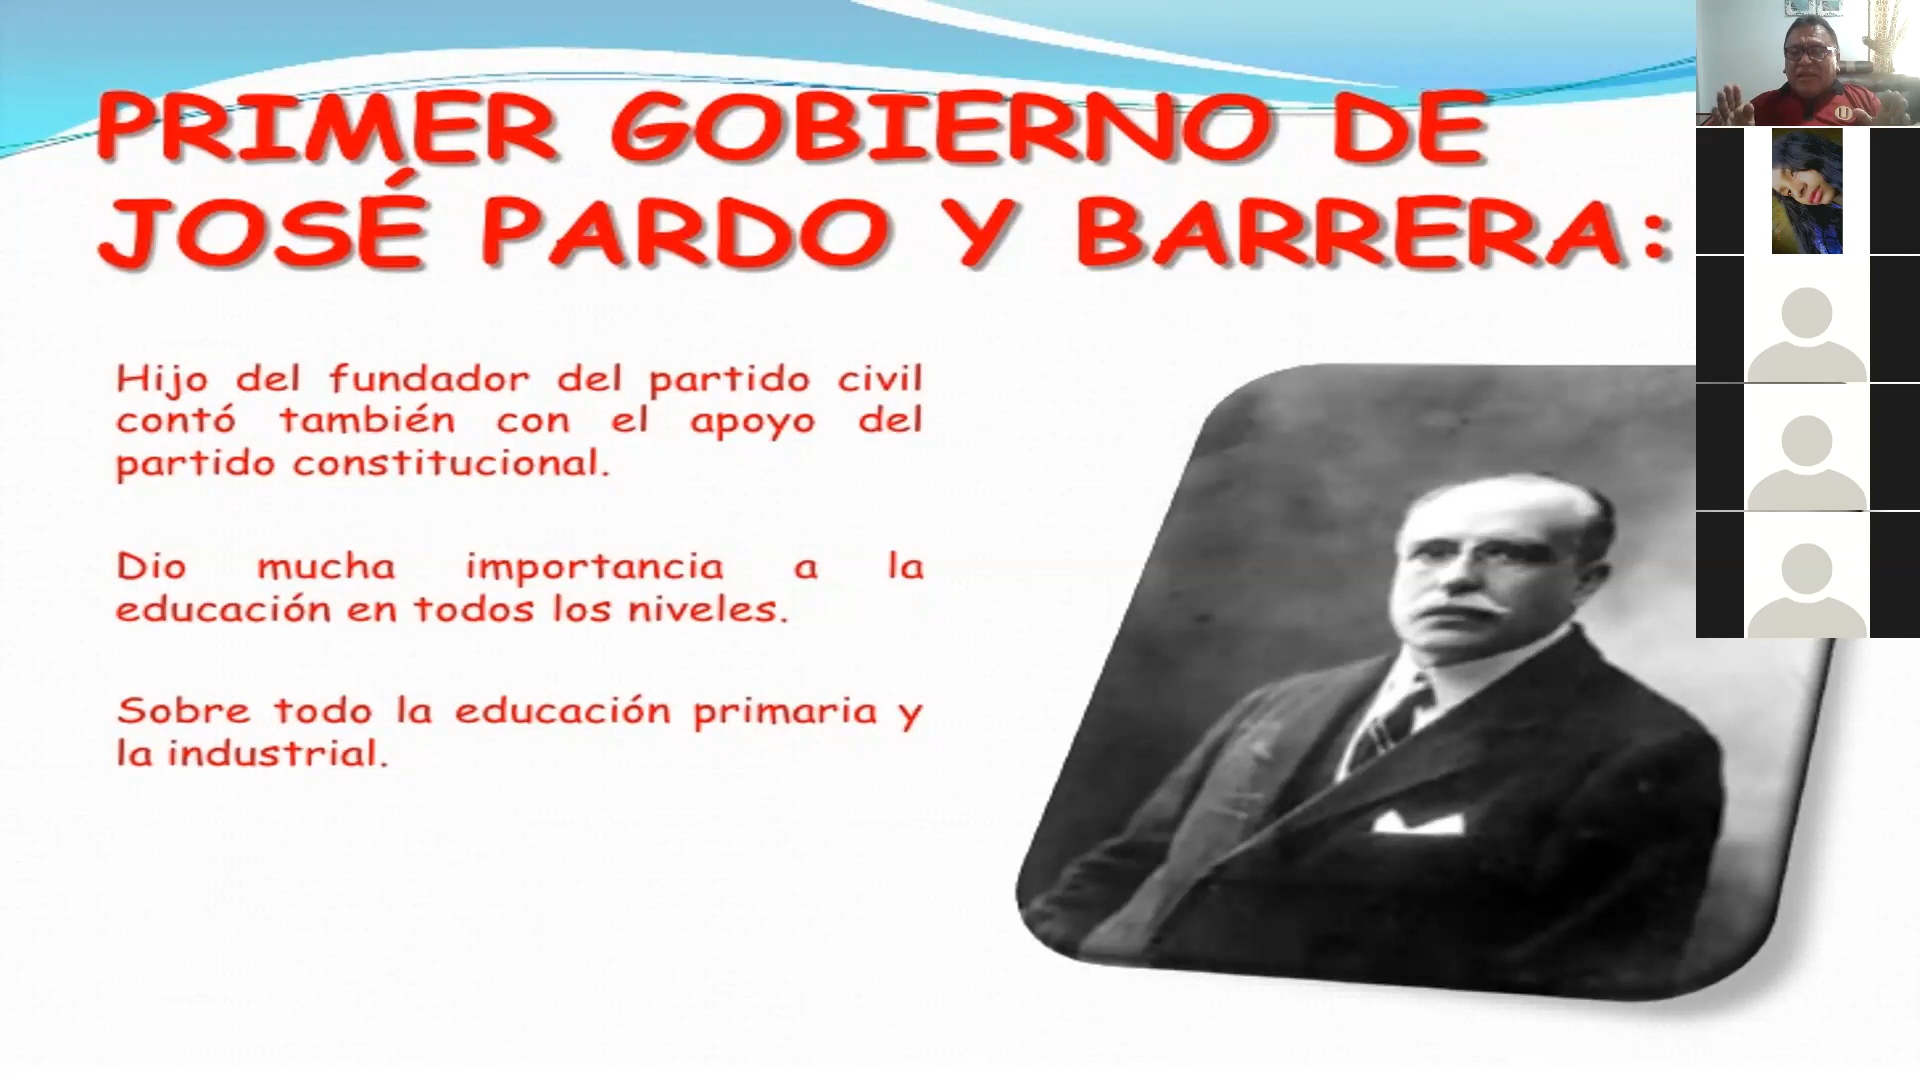 PRIMER GOBIERNO DE
JOSÉ PARDO Y BARRERA:
Hijo del fundador del partido civil
contó también con el apoyo del
partido constitucional.
Dio mucha importancia a la
educación en todos los niveles.
Sobre todo la educación primaria y
la industrial.
U